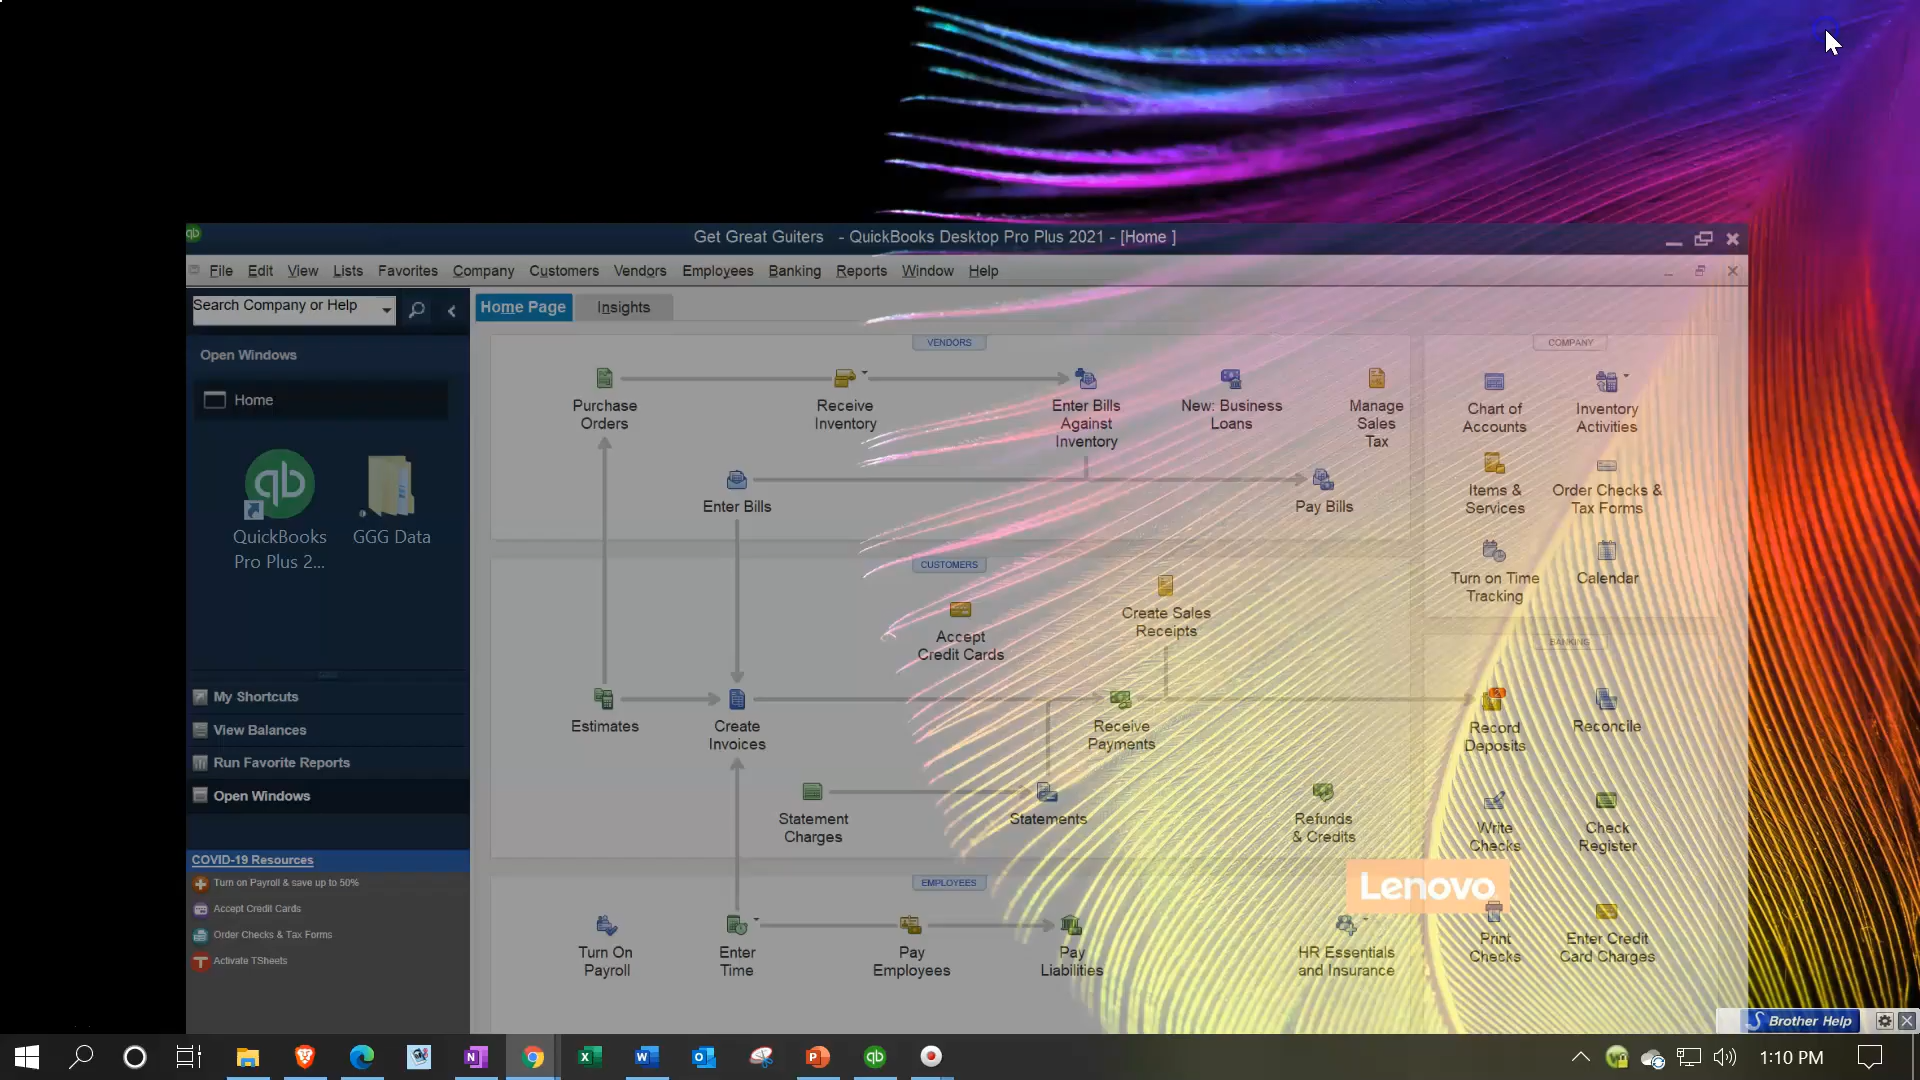 qb
Get Great Guiters - QuickBooks Desktop Pro Plus 2021 - [Home ]
File Edit View Lists Favorites Company Customers Vendors Employees Banking Reports Window Help
Search Company or Help
Home Page Insights
Open Windows
Home
qb
QuickBooks
Pro Plus 2...
GGG Data
My Shortcuts
View Balances
Run Favorite Reports
Open Windows
COVID-19 Resources
Turn on Payroll & save up to 50%
Accept Credit Cards
Order Checks & Tax Forms
Activate TSheets
VENDORS
Purchase
Orders
Receive
Inventory
Enter Bills
Against
Inventory
New: Business
Loans
Manage
Sales
Tax
Enter Bills
Pay Bills
CUSTOMERS
Accept
Credit Cards
Create Sales
Receipts
Estimates
Create
Invoices
Receive
Payments
Statement
Charges
Statements
Refunds
& Credits
EMPLOYEES
Turn On
Payroll
Enter
Time
Pay
Employees
Pay
Liabilities
HR Essentials
and Insurance
COMPANY
Chart of
Accounts
Inventory
Activities
Items &
Services
Order Checks &
Tax Forms
Turn on Time
Tracking
Calendar
BANKING
Record
Deposits
Reconcile
Write
Checks
Check
Register
Lenovo
Print
Checks
Enter Credit
Card Charges
Brother Help
1:10 PM